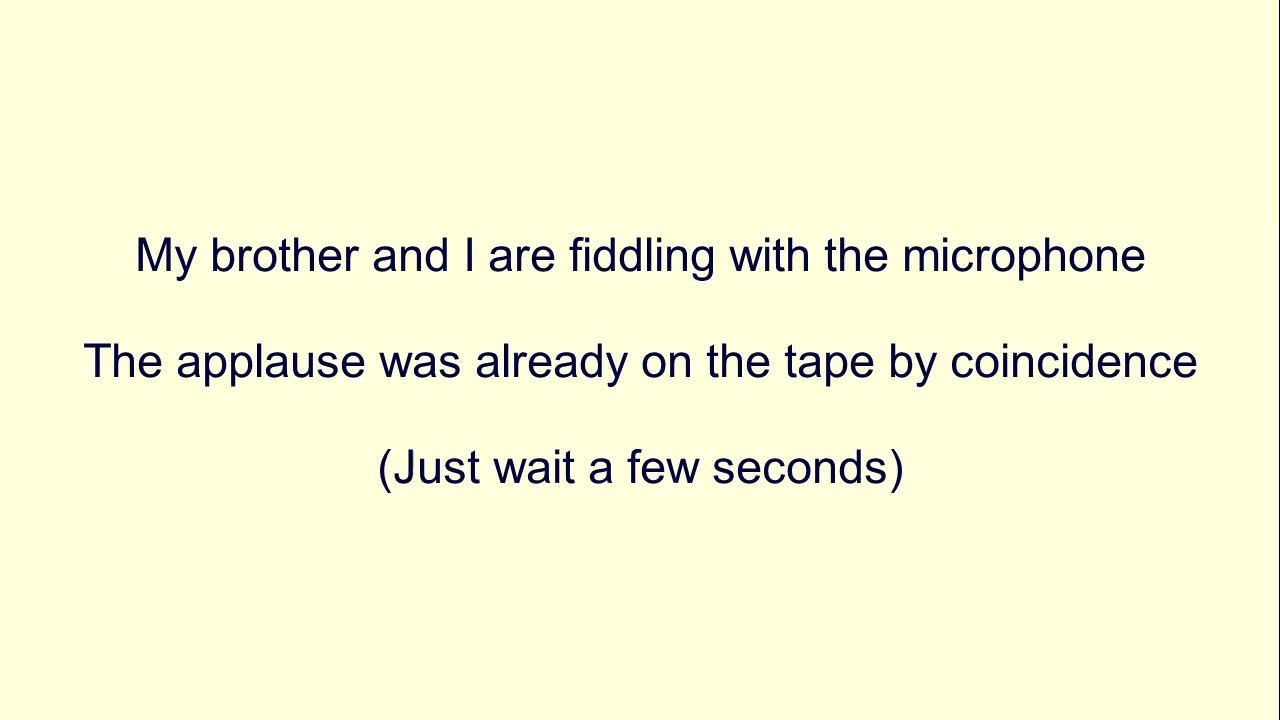 My brother and I are fiddling with the microphone
The applause was already on the tape by coincidence
(Just wait a few seconds)